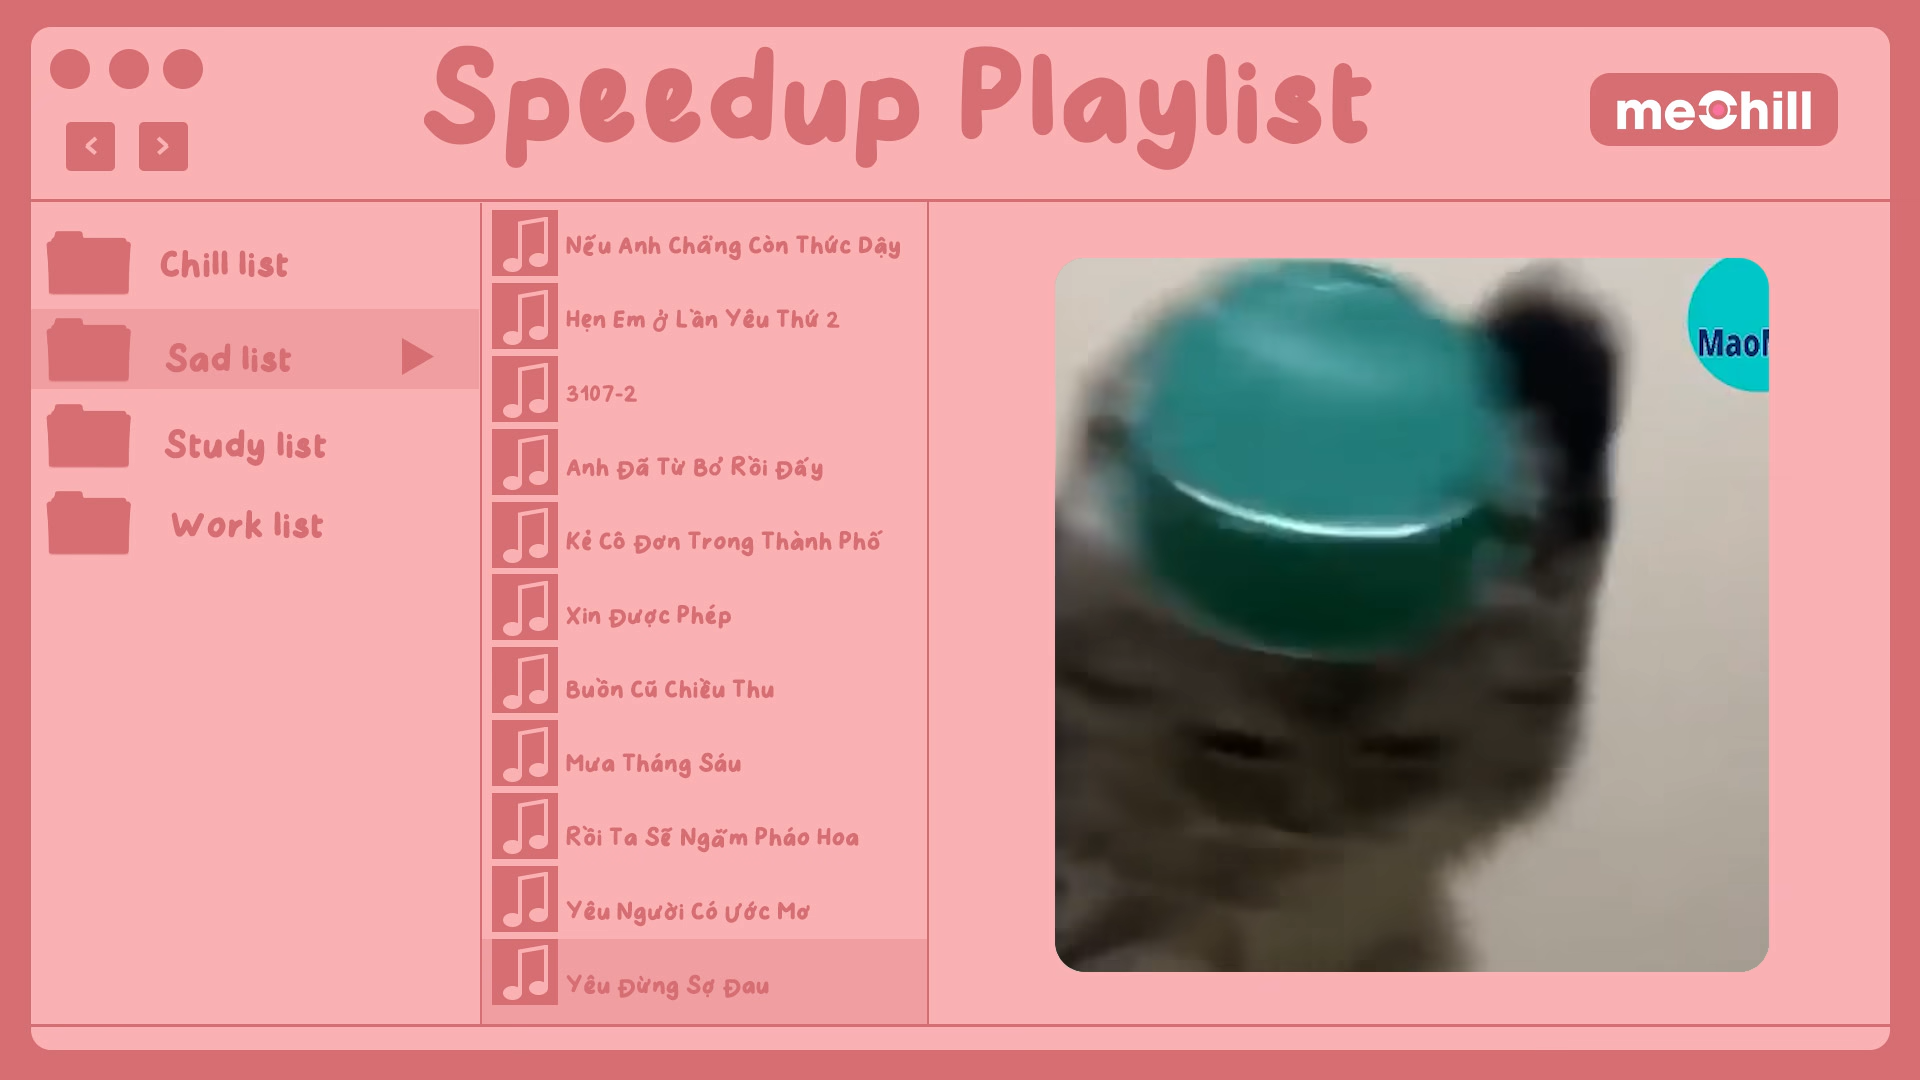 Speedup Playlist
mechill
Chill list
Sad list
Study list
Work list
Nếu Anh Chẳng Còn Thức Dậy
Hẹn Em ở Lần Yêu Thứ 2
3107-2
Anh Đã Từ Bỏ Rồi Đấy
Kẻ Cô Đơn Trong Thành Phố
Xin Được Phép
Buồn Cũ Chiều Thu
Mưa Tháng Sáu
Rồi Ta Sẽ Ngắm Pháo Hoa
Yêu Người Có Ước Mơ
Yêu Đừng Sợ Đau